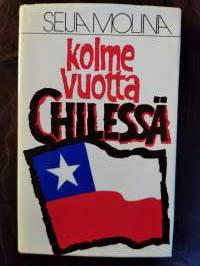 SEIJA MOLINA
kolme
vuotta
CHILESSÄ